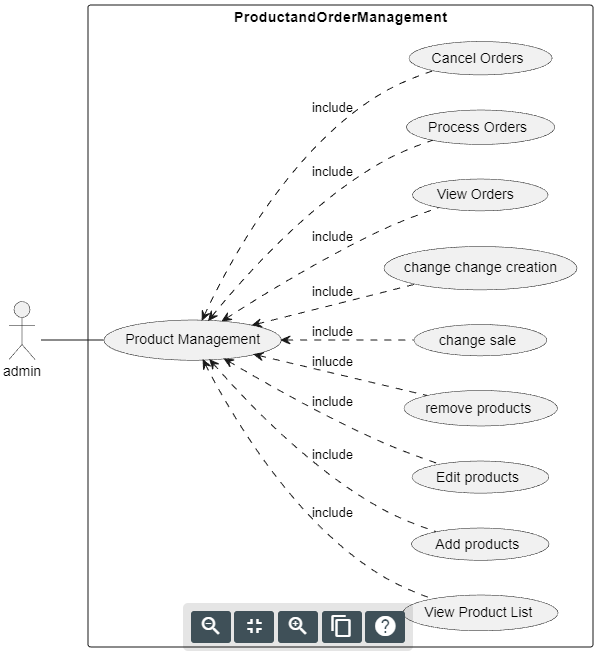 ProductandOrderManagement
Cancel Orders
include
Process Orders
include
View Orders
include
change change creation
include
include
change sale
Product Management
admin
inlucde
remove products
include
Edit products
include
Add products
include
View Product List
?